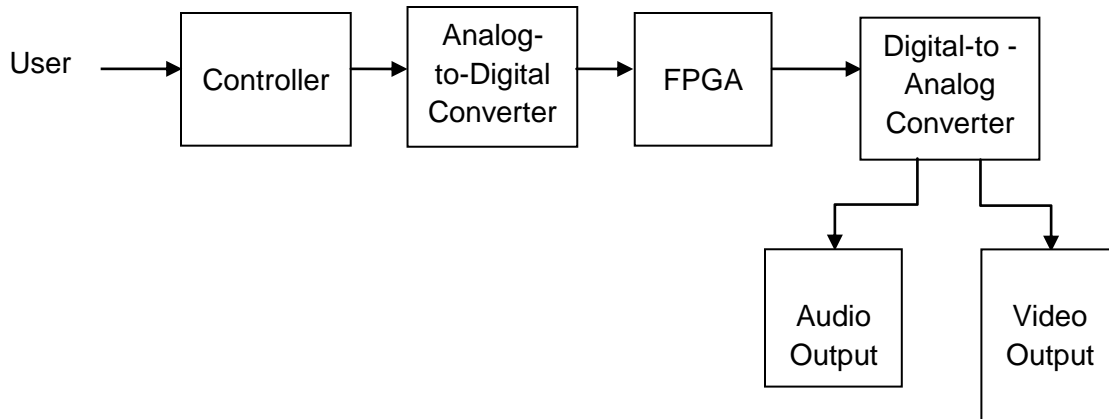 User
Controller
Analog-
to-Digital
Converter
FPGA
Digital-to -
Analog
Converter
Audio
Output
Video
Output